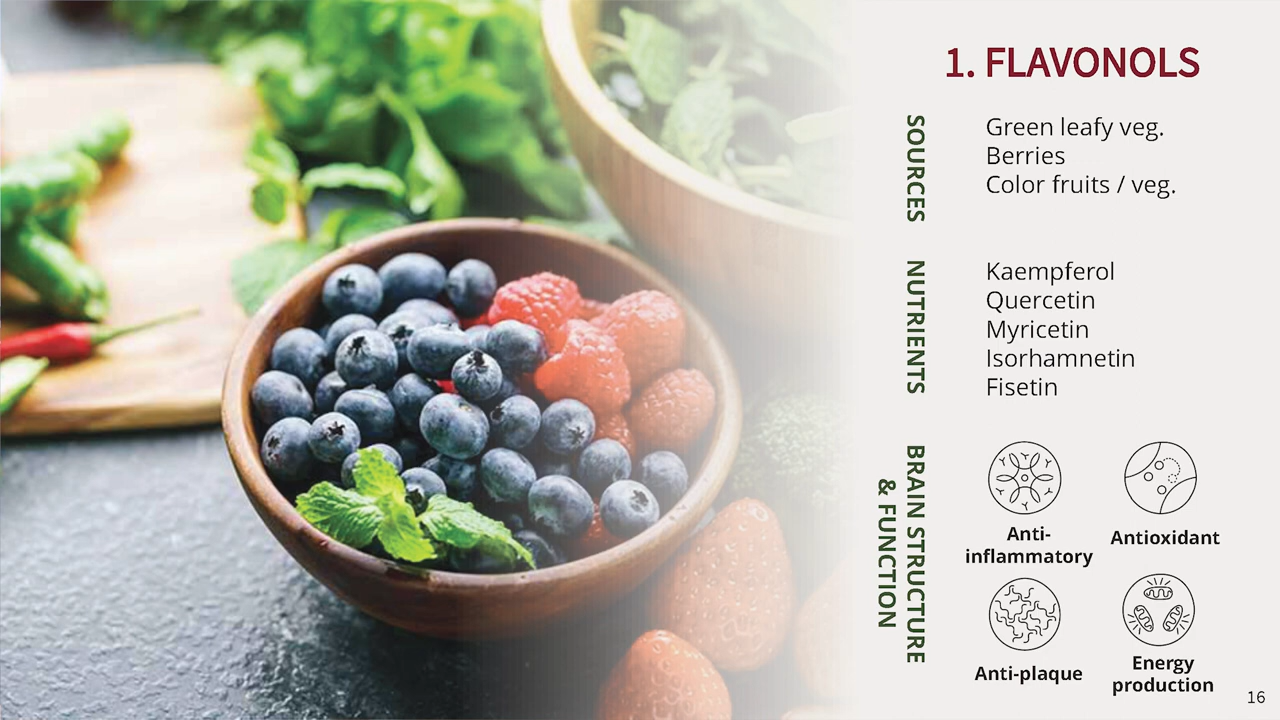 1. FLAVONOLS
SOURCES
Green leafy veg.
Berries
Color fruits / veg.
NUTRIENTS
Kaempferol
Quercetin
Myricetin
Isorhamnetin
Fisetin
BRAIN STRUCTURE
& FUNCTION
Anti-
inflammatory
Antioxidant
Anti-plaque
Energy
production
16